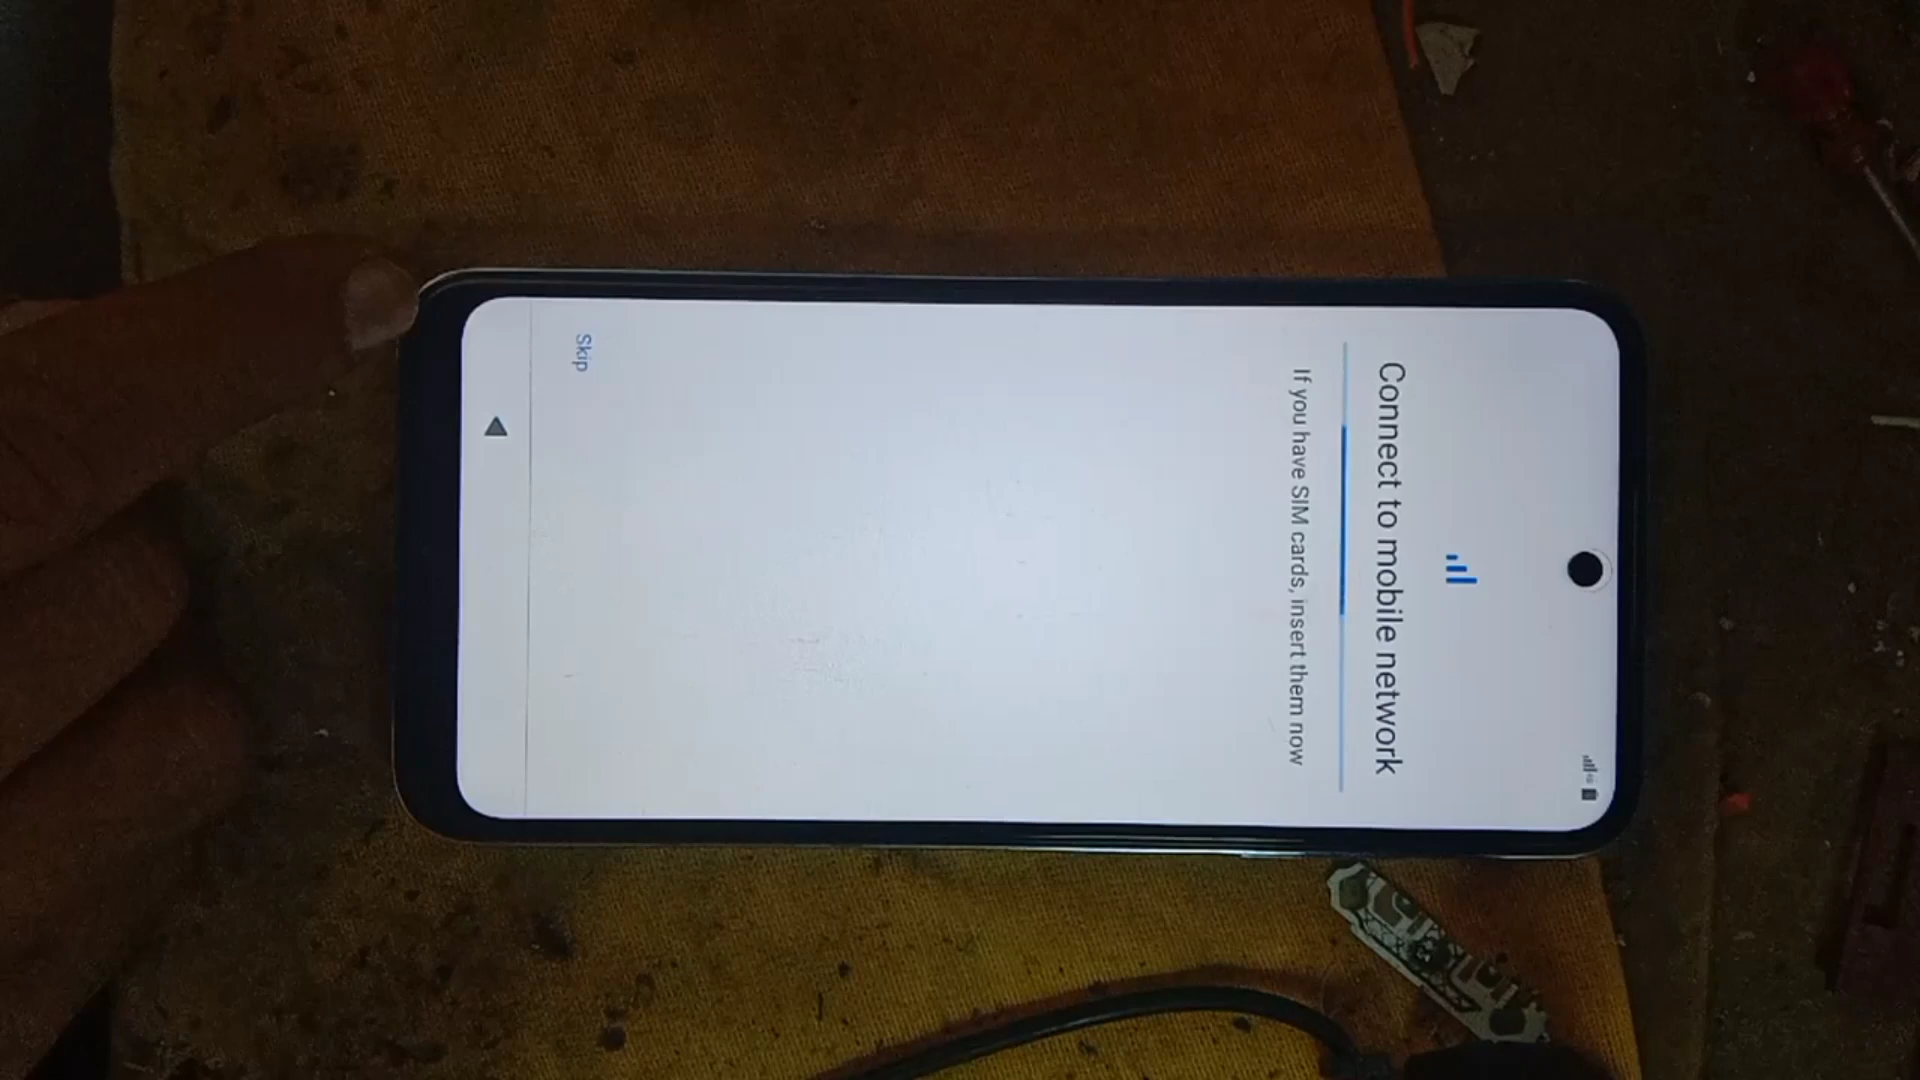 Connect to mobile network
If you have SIM cards, insert them now
Skip